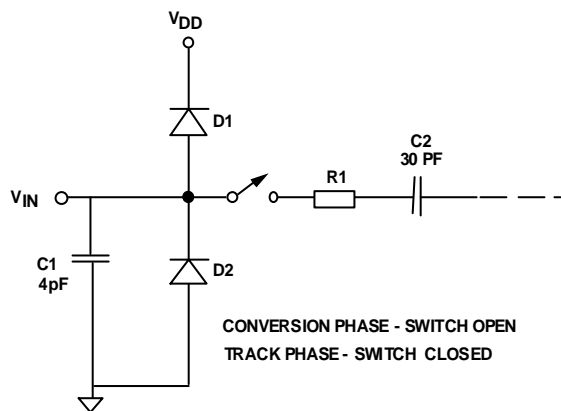 VDD
D1
C2
30 PF
R1
VIN
C1
4pF
D2
CONVERSION PHASE - SWITCH OPEN
TRACK PHASE - SWITCH CLOSED